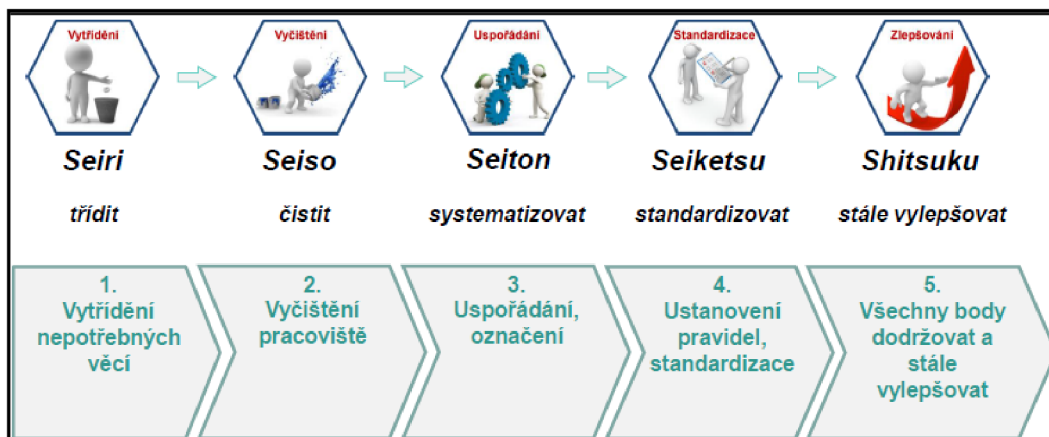 Vytřídění
Vyčištění
Uspořádání
Standardizace
Zlepšování
Seiri
Seiso
Seiton
Seiketsu
Shitsuku
třídit
čistit
systematizovat
standardizovat
stále vylepšovat
1.
Vytřídění
nepotřebných
věcí
2.
Vyčištění
pracoviště
3.
Uspořádání,
označení
4.
Ustanovení
pravidel,
standardizace
5.
Všechny body
dodržovat a
stále
vylepšovat